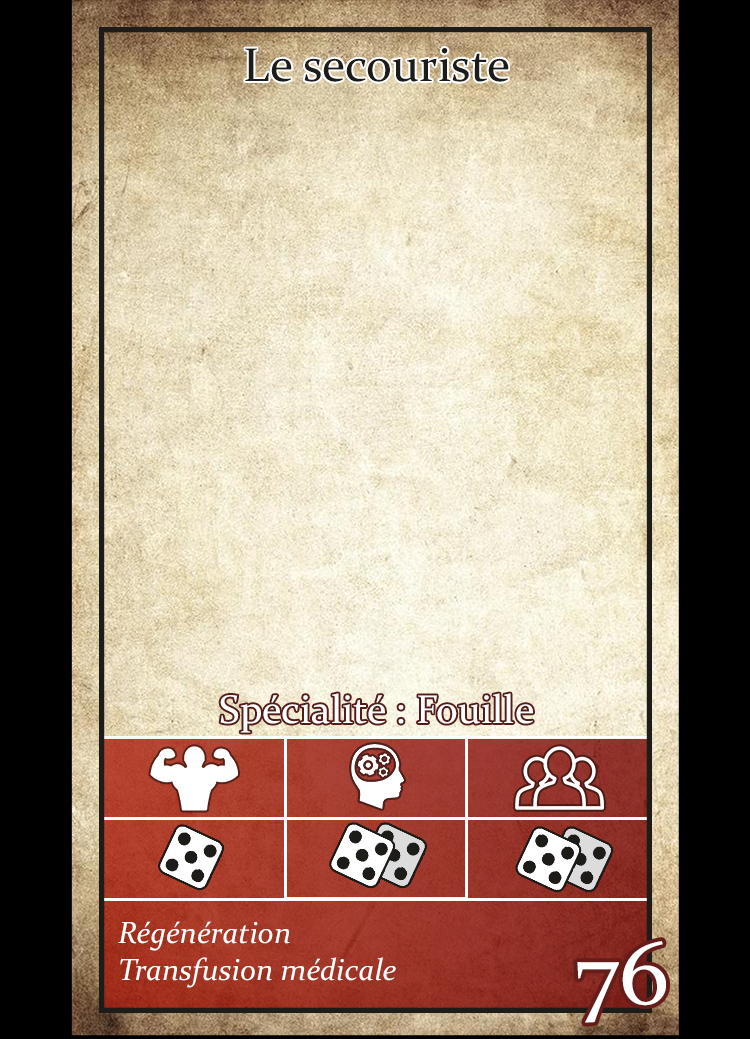 Le secouriste
Spécialité : Fouille
Régénération
Transfusion médicale
76